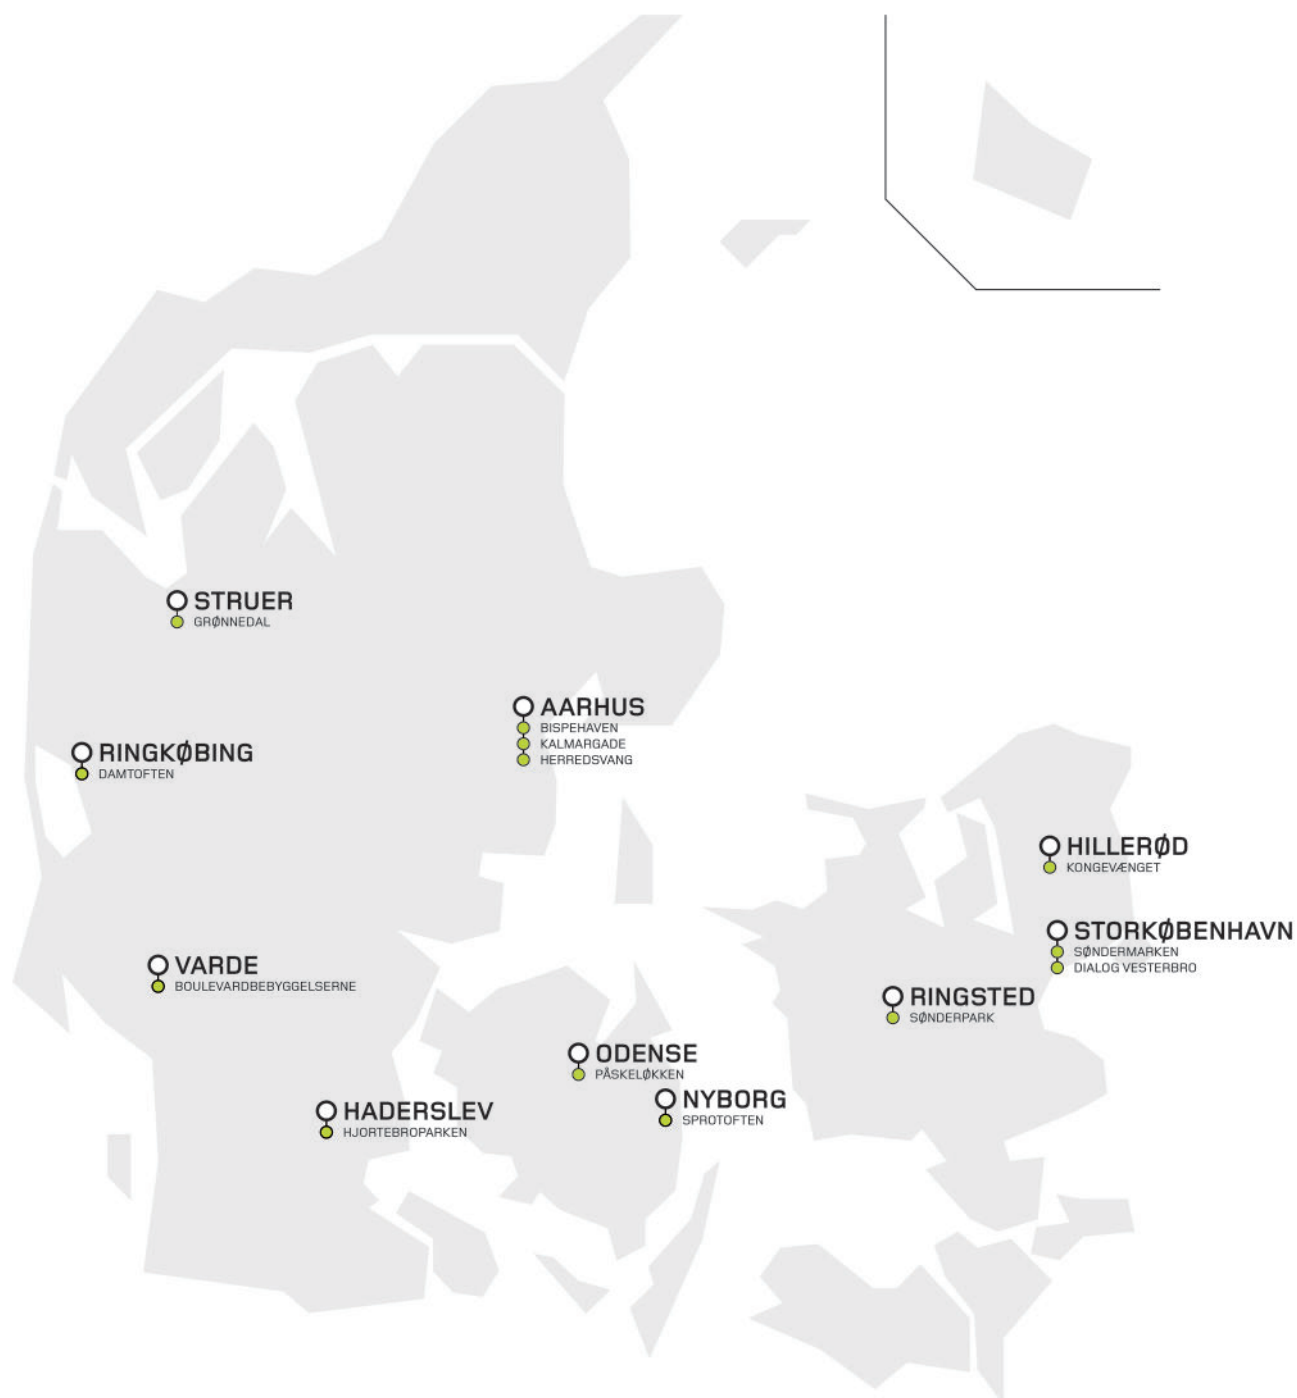 STRUER
GRØNNEDAL
AARHUS
BISPEHAVEN
KALMARGADE
HERREDSVANG
RINGKØBING
DAMTOFTEN
HILLERØD
KONGEVÆNGET
STORKØBENHAVN
SØNDERMARKEN
DIALOG VESTERBRO
VARDE
BOULEVARDBEBYGGELSERNE
RINGSTED
SØNDERPARK
ODENSE
PÅSKELØKKEN
NYBORG
SPROTOFTEN
HADERSLEV
HJORTEBROPARKEN